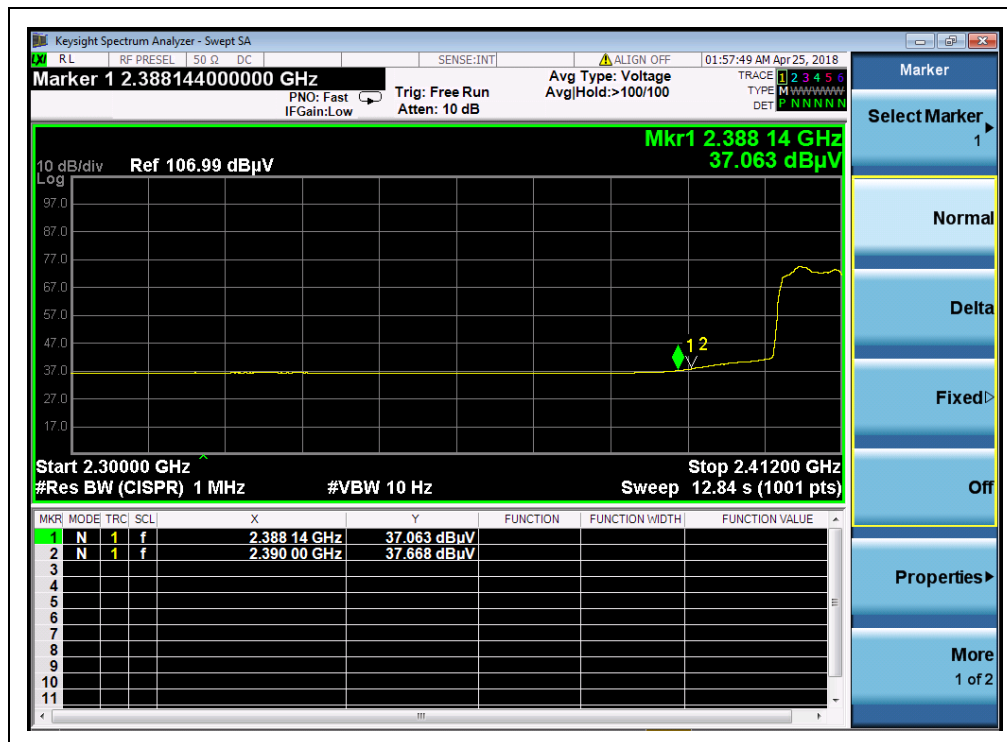 Keysight Spectrum Analyzer - Swept SA
LXI RL RF PRESEL 50 Ω DC SENSE:INT ALIGN OFF 01:57:49 AM Apr 25, 2018
Marker 1 2.388144000000 GHz
PNO: Fast
IFGain:Low
Trig: Free Run
Atten: 10 dB
Avg Type: Voltage
Avg|Hold:>100/100
TRACE 1 2 3 4 5 6
TYPE M WWWWW
DET P N N N N N
Mkr1 2.388 14 GHz
37.063 dBµV
10 dB/div Ref 106.99 dBµV
Log
97.0
87.0
77.0
67.0
57.0
47.0
37.0
27.0
17.0
1 2
Start 2.30000 GHz Stop 2.41200 GHz
#Res BW (CISPR) 1 MHz #VBW 10 Hz Sweep 12.84 s (1001 pts)
MKR MODE TRC SCL X Y FUNCTION FUNCTION WIDTH FUNCTION VALUE
1 N 1 f 2.388 14 GHz 37.063 dBµV
2 N 1 f 2.390 00 GHz 37.668 dBµV
3
4
5
6
7
8
9
10
11
Marker
Select Marker
1
Normal
Delta
Fixed
Off
Properties
More
1 of 2